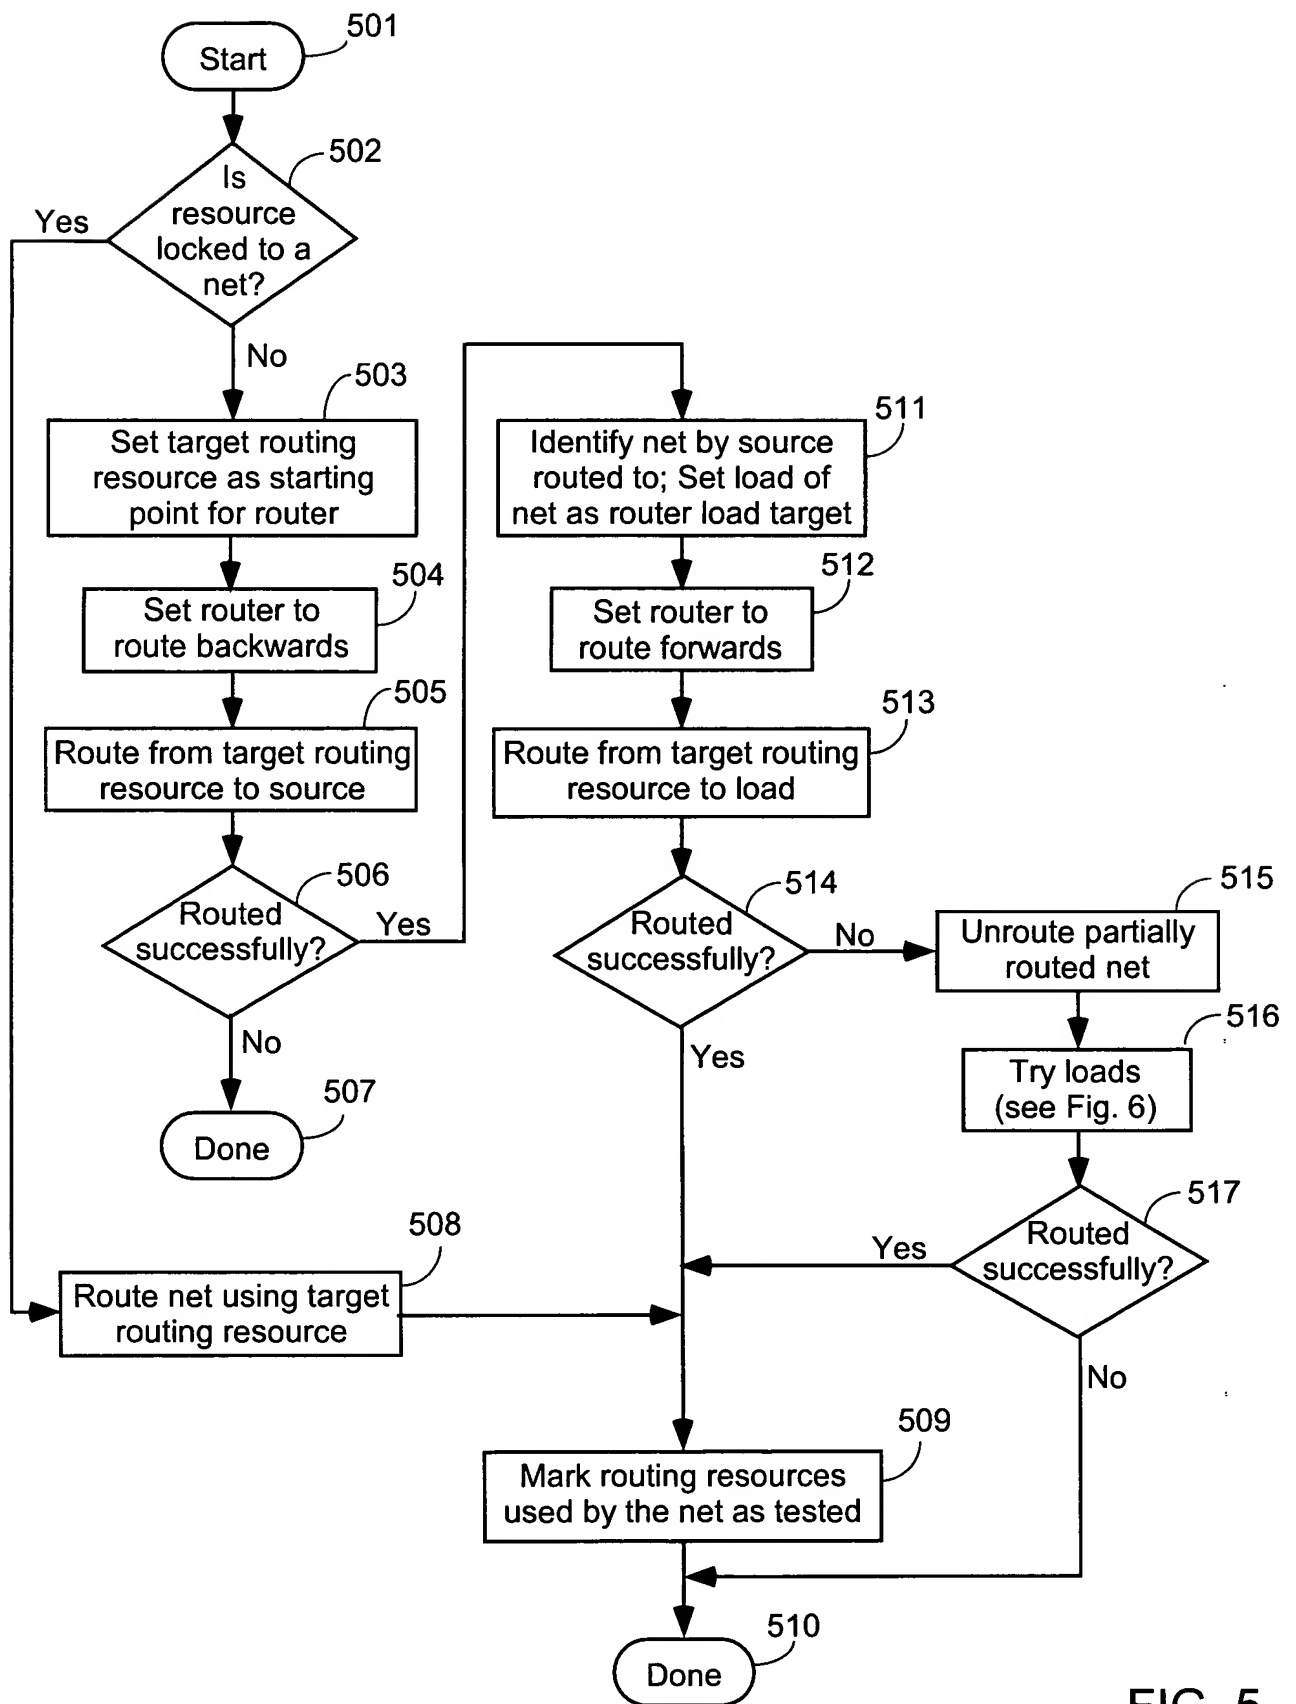 501
Start
502
Is
resource
locked to a
net?
Yes
No
503
Set target routing
resource as starting
point for router
504
Set router to
route backwards
505
Route from target routing
resource to source
506
Routed
successfully?
Yes
No
507
Done
508
Route net using target
routing resource
511
Identify net by source
routed to; Set load of
net as router load target
512
Set router to
route forwards
513
Route from target routing
resource to load
514
Routed
successfully?
No
Yes
515
Unroute partially
routed net
516
Try loads
(see Fig. 6)
517
Routed
successfully?
Yes
No
509
Mark routing resources
used by the net as tested
510
Done
FIG. 5